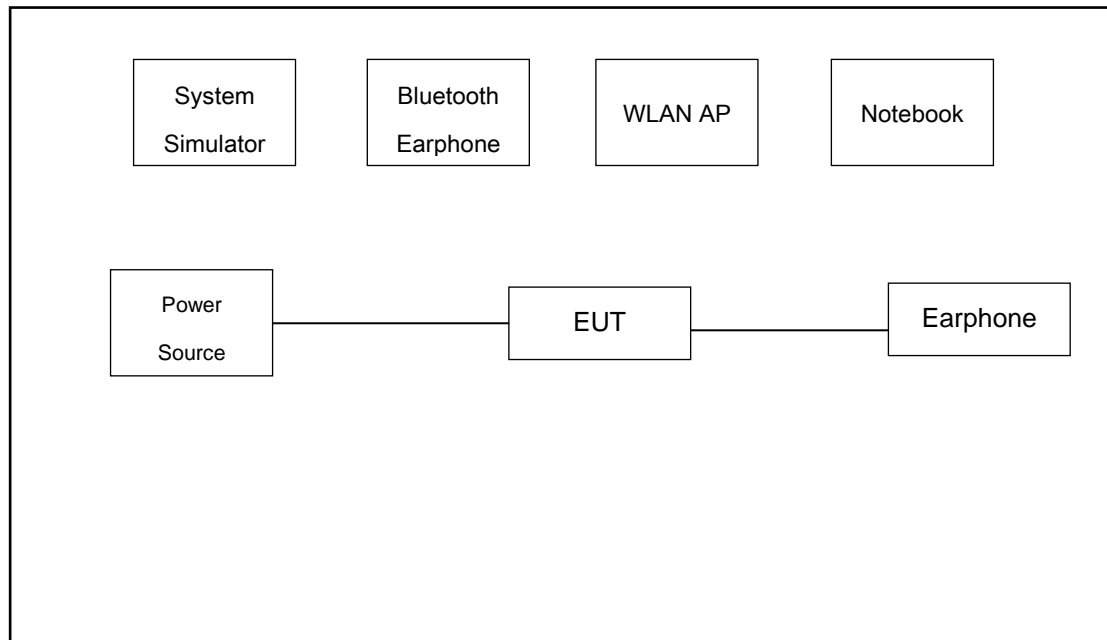 System
Simulator
Bluetooth
Earphone
WLAN AP
Notebook
Power
Source
EUT
Earphone